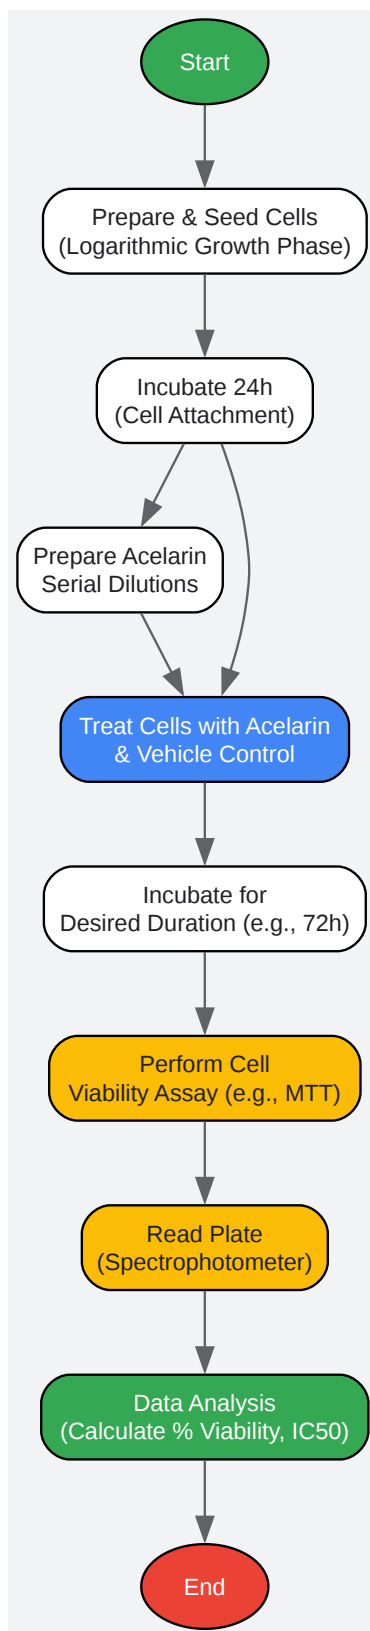 Start
Prepare & Seed Cells
(Logarithmic Growth Phase)
Incubate 24h
(Cell Attachment)
Prepare Acelarin
Serial Dilutions
Treat Cells with Acelarin
& Vehicle Control
Incubate for
Desired Duration (e.g., 72h)
Perform Cell
Viability Assay (e.g., MTT)
Read Plate
(Spectrophotometer)
Data Analysis
(Calculate % Viability, IC50)
End